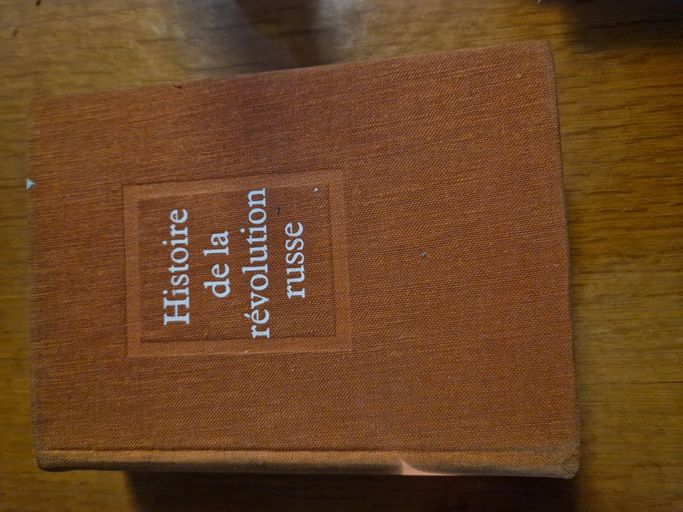 Histoire
de la
révolution
russe